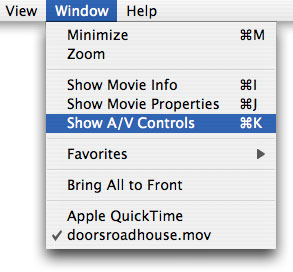 View Window Help
Minimize ⌘M
Zoom
Show Movie Info ⌘I
Show Movie Properties ⌘J
Show A/V Controls ⌘K
Favorites
Bring All to Front
Apple QuickTime
✓ doorsroadhouse.mov